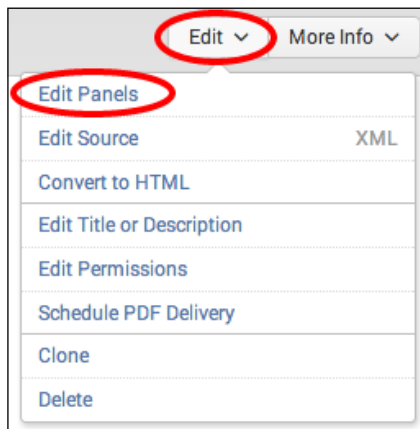 Edit More Info
Edit Panels
Edit Source XML
Convert to HTML
Edit Title or Description
Edit Permissions
Schedule PDF Delivery
Clone
Delete